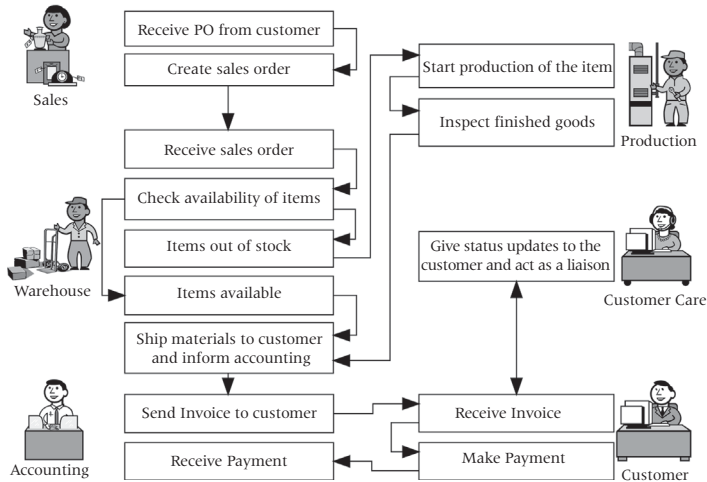 Receive PO from customer
Create sales order
Sales
Start production of the item
Inspect finished goods
Production
Receive sales order
Check availability of items
Items out of stock
Items available
Warehouse
Ship materials to customer
and inform accounting
Give status updates to the
customer and act as a liaison
Customer Care
Send Invoice to customer
Receive Payment
Accounting
Receive Invoice
Make Payment
Customer